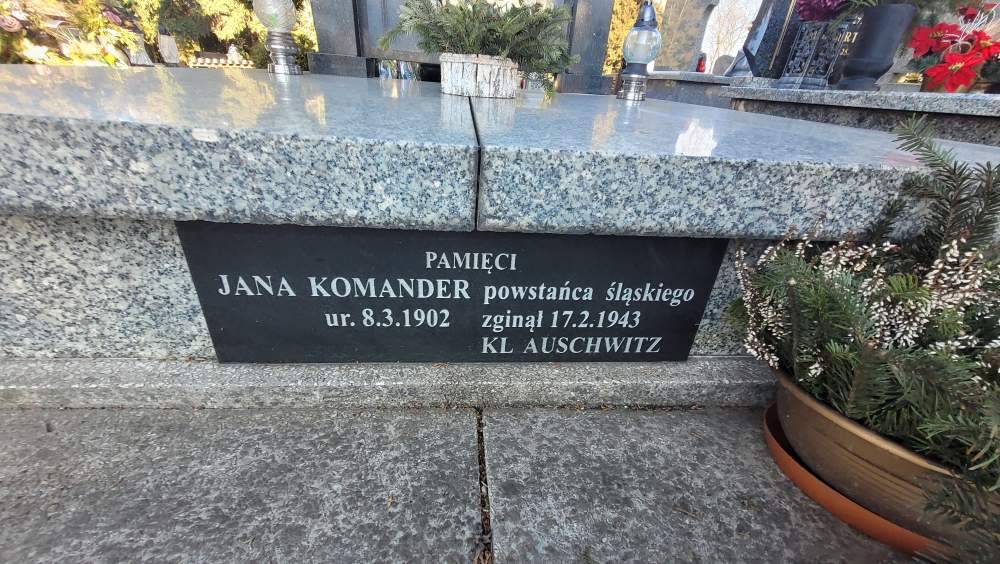 PAMIĘCI
JANA KOMANDER powstańca śląskiego
ur. 8.3.1902 zginął 17.2.1943
KL AUSCHWITZ